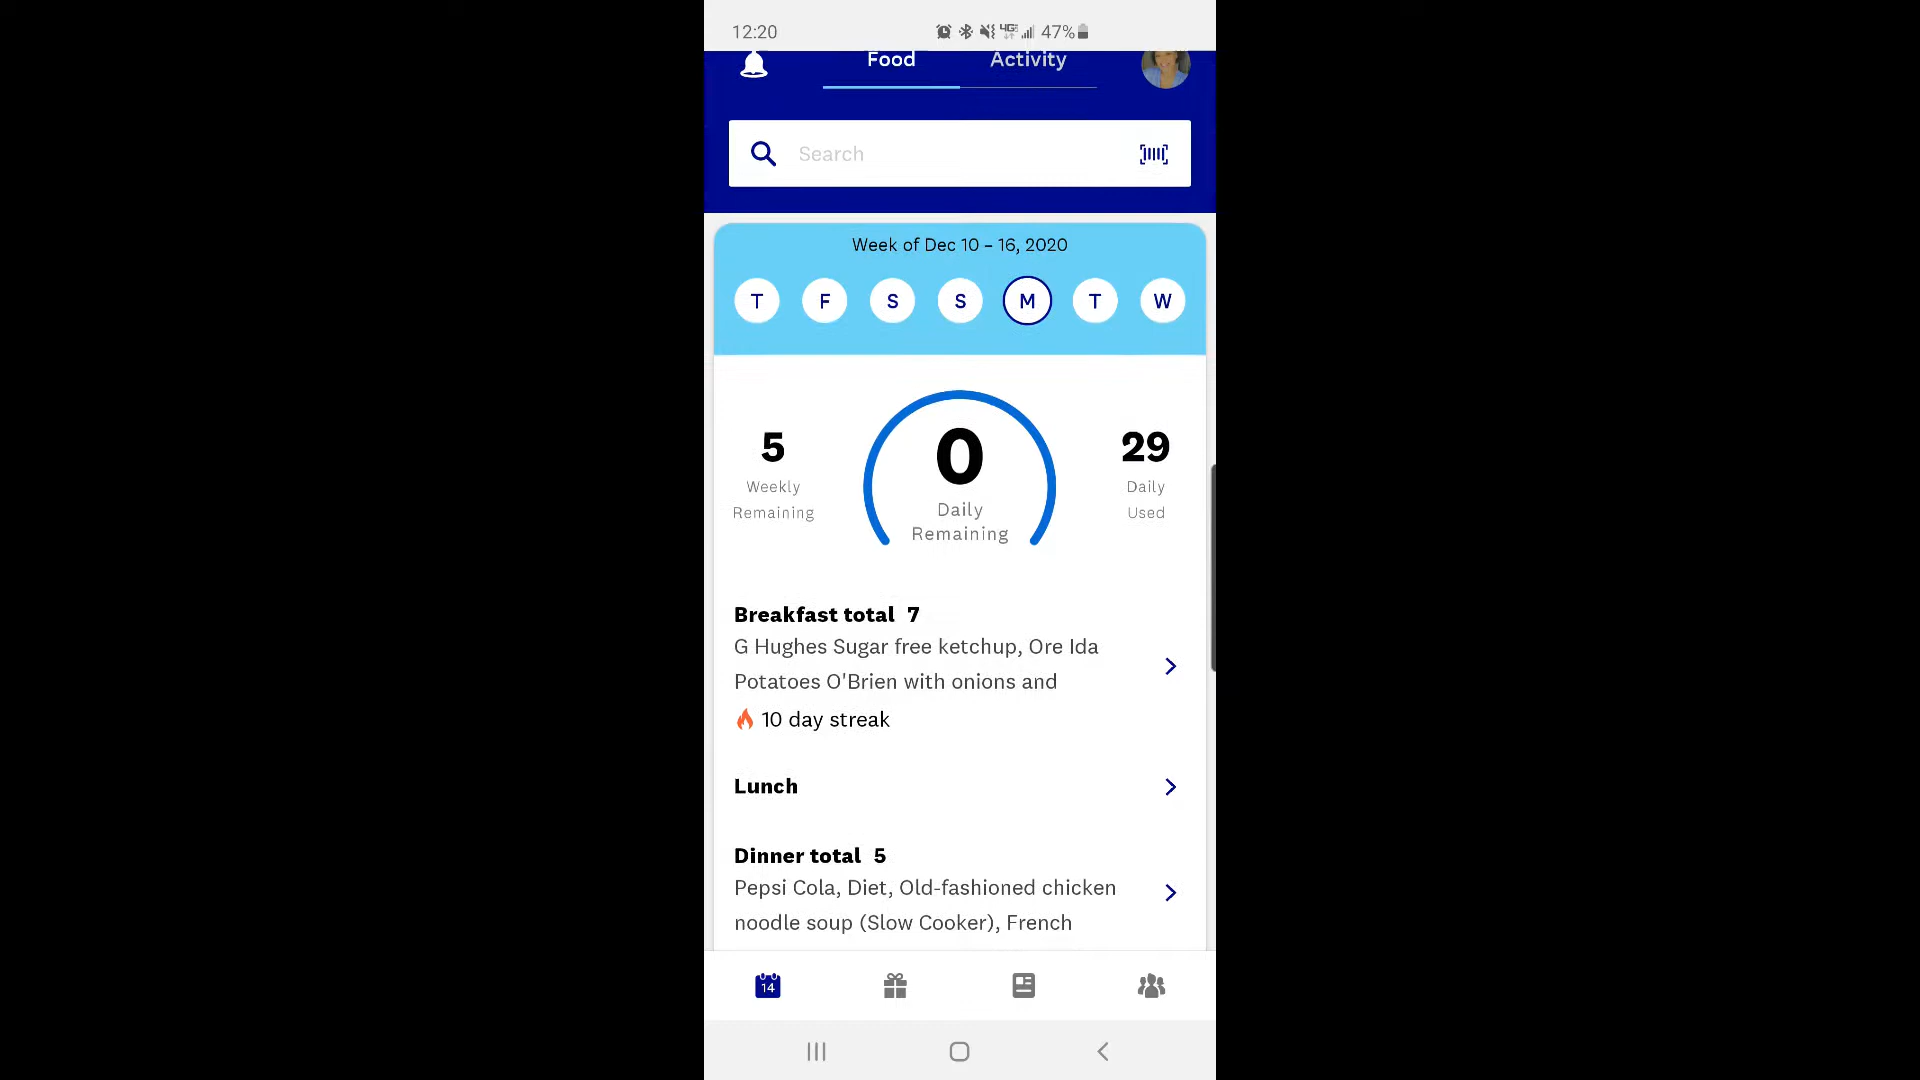 12:20
4G 47%
Food Activity
Search
Week of Dec 10 – 16, 2020
T F S S M T W
5
Weekly
Remaining
0
Daily
Remaining
29
Daily
Used
Breakfast total 7
G Hughes Sugar free ketchup, Ore Ida
Potatoes O'Brien with onions and
10 day streak
Lunch
Dinner total 5
Pepsi Cola, Diet, Old-fashioned chicken
noodle soup (Slow Cooker), French
14